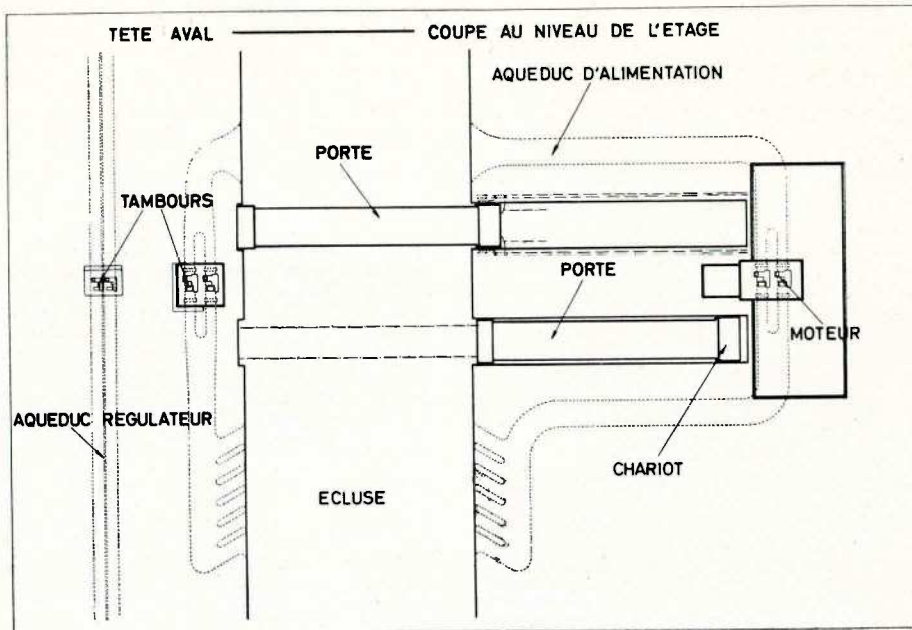 TETE AVAL
COUPE AU NIVEAU DE L'ETAGE
AQUEDUC D'ALIMENTATION
PORTE
TAMBOURS
PORTE
MOTEUR
AQUEDUC REGULATEUR
CHARIOT
ECLUSE